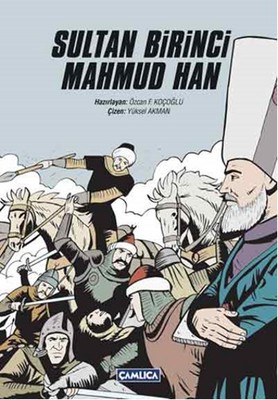 SULTAN BİRİNCİ
MAHMUD HAN
Hazırlayan: Özcan F. KOÇOĞLU
Çizen: Yüksel AKMAN
ÇAMLICA